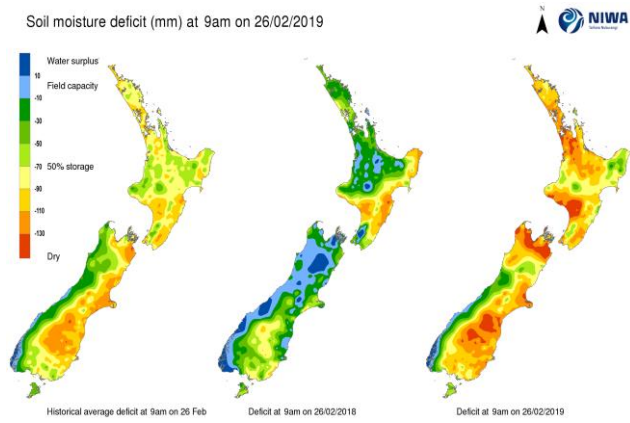 Soil moisture deficit (mm) at 9am on 26/02/2019
N
NIWA
Taihoro Nukurangi
Water surplus
10
Field capacity
-10
-30
-50
50% storage
-70
-90
-110
-130
Dry
Historical average deficit at 9am on 26 Feb
Deficit at 9am on 26/02/2018
Deficit at 9am on 26/02/2019